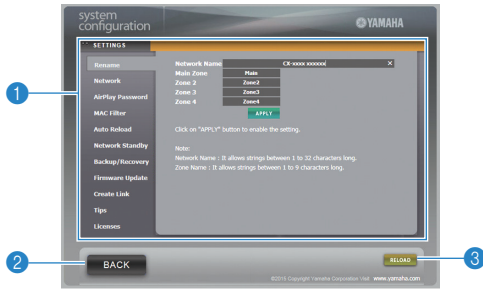 system
configuration
YAMAHA
SETTINGS
Rename
Network
AirPlay Password
MAC Filter
Auto Reload
Network Standby
Backup/Recovery
Firmware Update
Create Link
Tips
Licenses
Network Name CX-xxxx xxxxxx ×
Main Zone Main
Zone 2 Zone2
Zone 3 Zone3
Zone 4 Zone4
APPLY
Click on "APPLY" button to enable the setting.
Note:
Network Name : It allows strings between 1 to 32 characters long.
Zone Name : It allows strings between 1 to 9 characters long.
1
2
BACK
RELOAD
3
©2015 Copyright Yamaha Corporation Visit www.yamaha.com